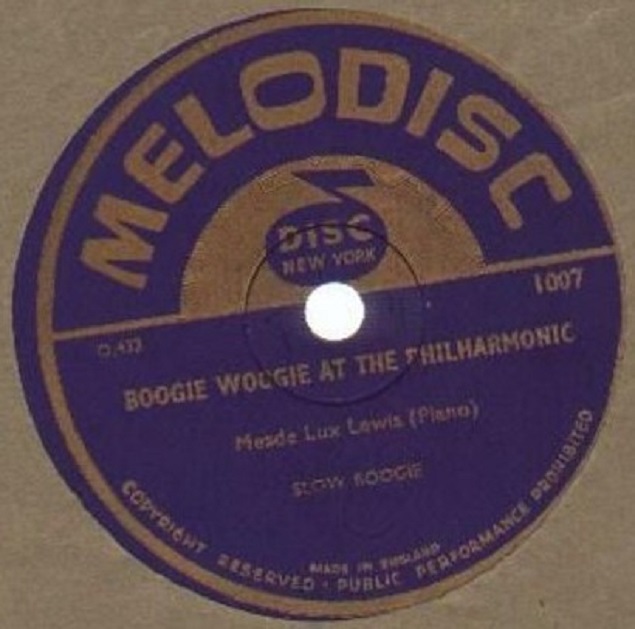 MELODISC
DISC
NEW YORK
1007
D.433
BOOGIE WOOGIE AT THE PHILHARMONIC
Meade Lux Lewis (Piano)
SLOW BOOGIE
MADE IN ENGLAND
COPYRIGHT RESERVED · PUBLIC PERFORMANCE PROHIBITED